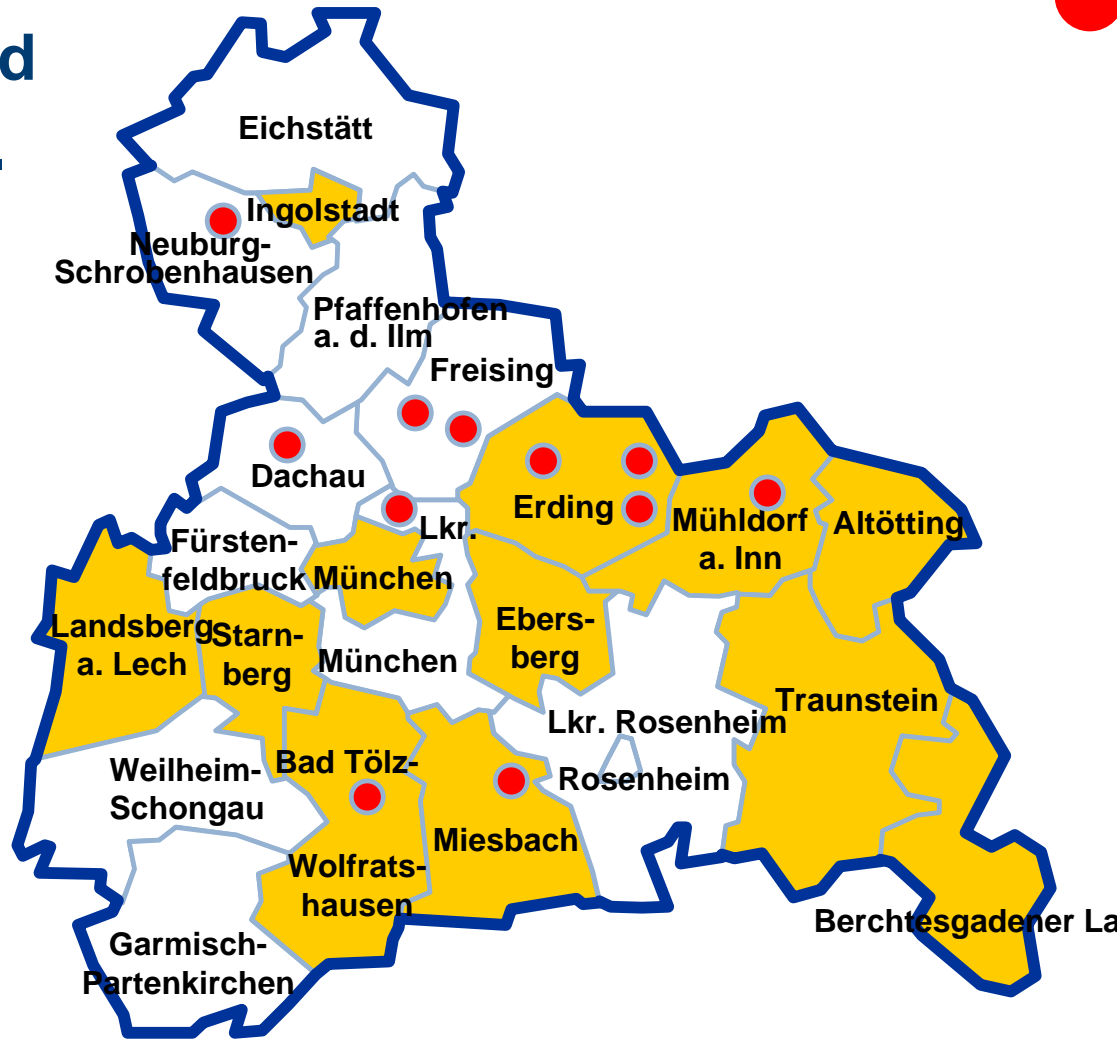 d
Eichstätt
Ingolstadt
Neuburg-
Schrobenhausen
Pfaffenhofen
a. d. Ilm
Freising
Dachau
Erding
Lkr.
Mühldorf
a. Inn
Altötting
Fürsten-
feldbruck
München
Landsberg
a. Lech
Starn-
berg
München
Ebers-
berg
Traunstein
Lkr. Rosenheim
Rosenheim
Weilheim-
Schongau
Bad Tölz-
Wolfrats-
hausen
Miesbach
Berchtesgadener La
Garmisch-
Partenkirchen